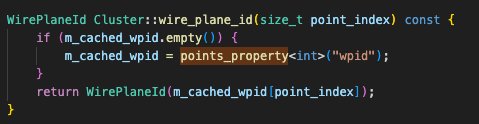 WirePlaneId Cluster::wire_plane_id(size_t point_index) const {
    if (m_cached_wpid.empty()) {
        m_cached_wpid = points_property<int>("wpid");
    }
    return WirePlaneId(m_cached_wpid[point_index]);
}